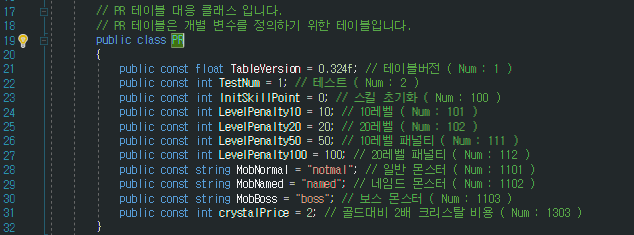 17 // PR 테이블 대응 클래스 입니다.
18 // PR 테이블은 개별 변수를 정의하기 위한 테이블입니다.
19 public class PR
20 {
21 public const float TableVersion = 0.324f; // 테이블버전 ( Num : 1 )
22 public const int TestNum = 1; // 테스트 ( Num : 2 )
23 public const int InitSkillPoint = 0; // 스킬 초기화 ( Num : 100 )
24 public const int LevelPenalty10 = 10; // 10레벨 ( Num : 101 )
25 public const int LevelPenalty20 = 20; // 20레벨 ( Num : 102 )
26 public const int LevelPenalty50 = 50; // 10레벨 패널티 ( Num : 111 )
27 public const int LevelPenalty100 = 100; // 20레벨 패널티 ( Num : 112 )
28 public const string MobNormal = "notmal"; // 일반 몬스터 ( Num : 1101 )
29 public const string MobNamed = "named"; // 네임드 몬스터 ( Num : 1102 )
30 public const string MobBoss = "boss"; // 보스 몬스터 ( Num : 1103 )
31 public const int crystalPrice = 2; // 골드대비 2배 크리스탈 비용 ( Num : 1303 )
32 }